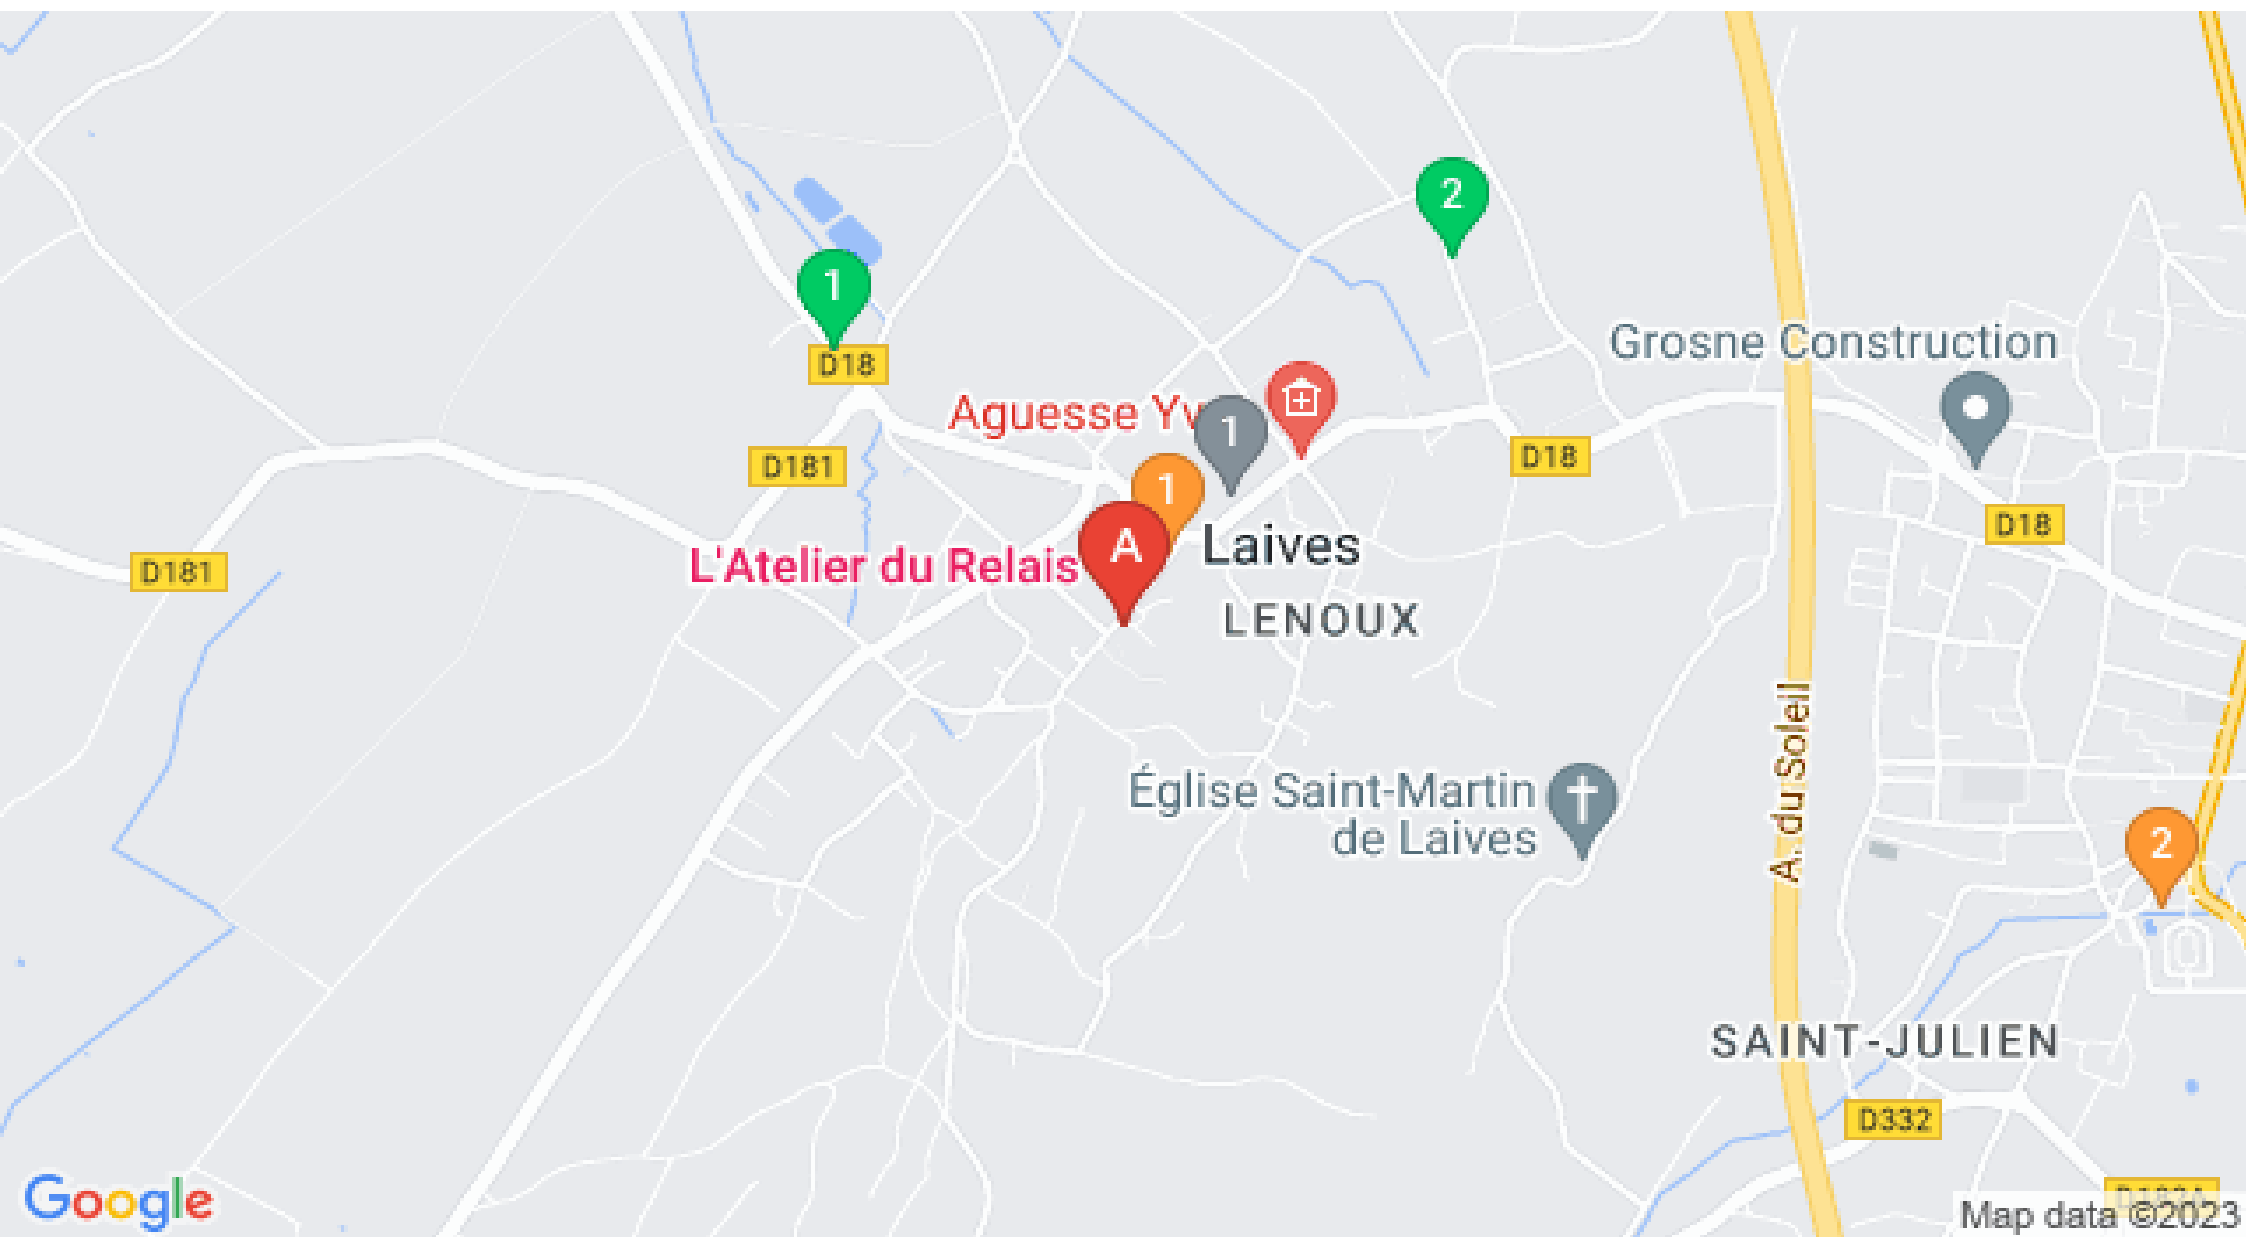 2
1
Grosne Construction
D18
Aguesse Yv
1
D181
D18
1
D18
A
Laives
L'Atelier du Relais
D181
LENOUX
A. du Soleil
Église Saint-Martin
de Laives
2
SAINT-JULIEN
D332
Google
Map data ©2023